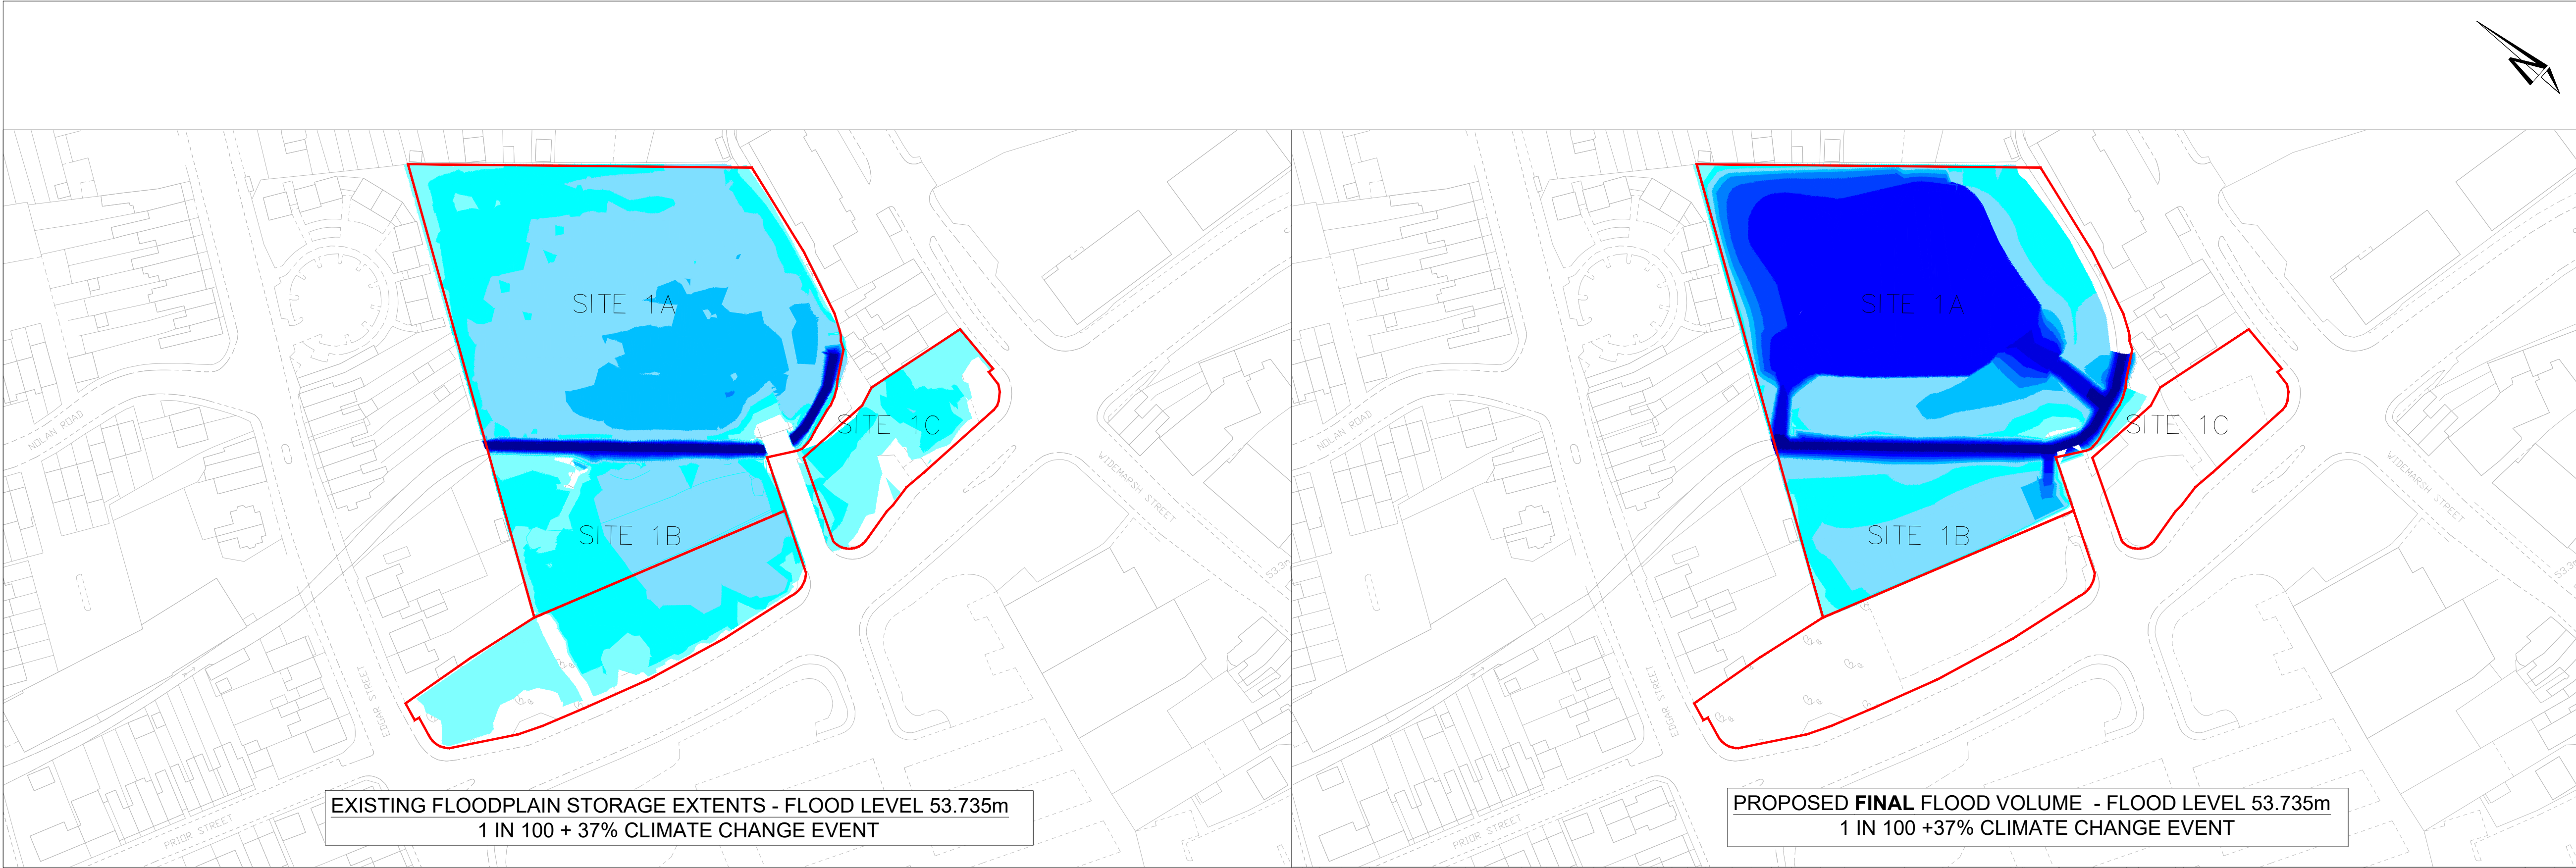 N
SITE 1A
SITE 1C
SITE 1B
NOLAN ROAD
WIDEMARSH STREET
EDGAR STREET
PRIOR STREET
EXISTING FLOODPLAIN STORAGE EXTENTS - FLOOD LEVEL 53.735m
1 IN 100 + 37% CLIMATE CHANGE EVENT
SITE 1A
SITE 1C
SITE 1B
NOLAN ROAD
WIDEMARSH STREET
EDGAR STREET
PRIOR STREET
PROPOSED FINAL FLOOD VOLUME - FLOOD LEVEL 53.735m
1 IN 100 +37% CLIMATE CHANGE EVENT